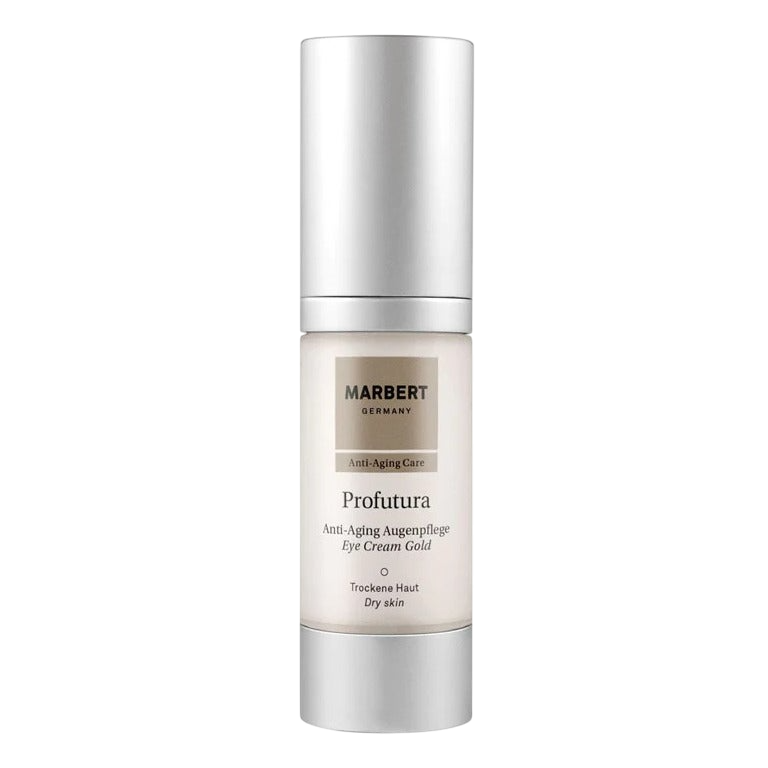 MARBERT
GERMANY
Anti-Aging Care
Profutura
Anti-Aging Augenpflege
Eye Cream Gold
Trockene Haut
Dry skin